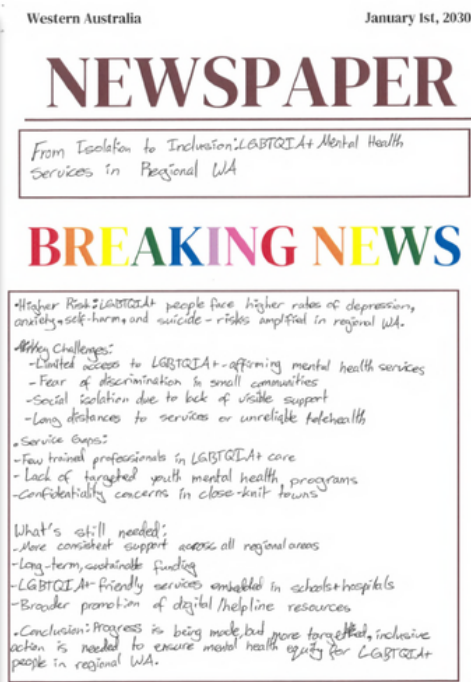 Western Australia January 1st, 2030
NEWSPAPER
From Isolation to Inclusion: LGBTQIA+ Mental Health
Services in Regional WA
BREAKING NEWS
•Higher Risk: LGBTQIA+ people face higher rates of depression,
anxiety, self-harm, and suicide - risks amplified in regional WA.
Key Challenges:
-Limited access to LGBTQIA+-affirming mental health services
-Fear of discrimination in small communities
-Social isolation due to lack of visible support
-Long distances to services or unreliable telehealth
•Service Gaps:
-Few trained professionals in LGBTQIA+ care
-Lack of targeted youth mental health programs
-Confidentiality concerns in close-knit towns
What's still needed:
-More consistent support across all regional areas
-Long-term, sustainable funding
-LGBTQIA+-friendly services embedded in schools+hospitals
-Broader promotion of digital/helpline resources
•Conclusion: Progress is being made, but more targeted, inclusive
action is needed to ensure mental health equity for LGBTQIA+
people in regional WA.